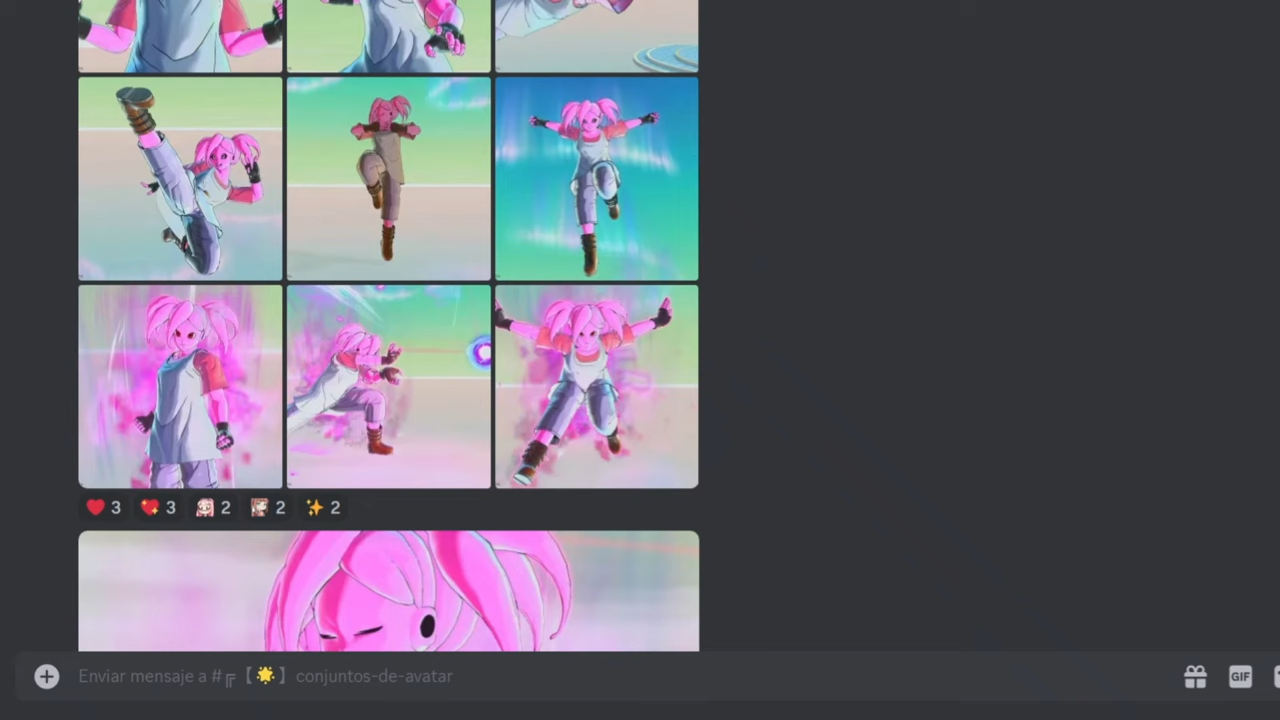 3 3 2 2 2
Enviar mensaje a #╔【🌟】conjuntos-de-avatar
GIF